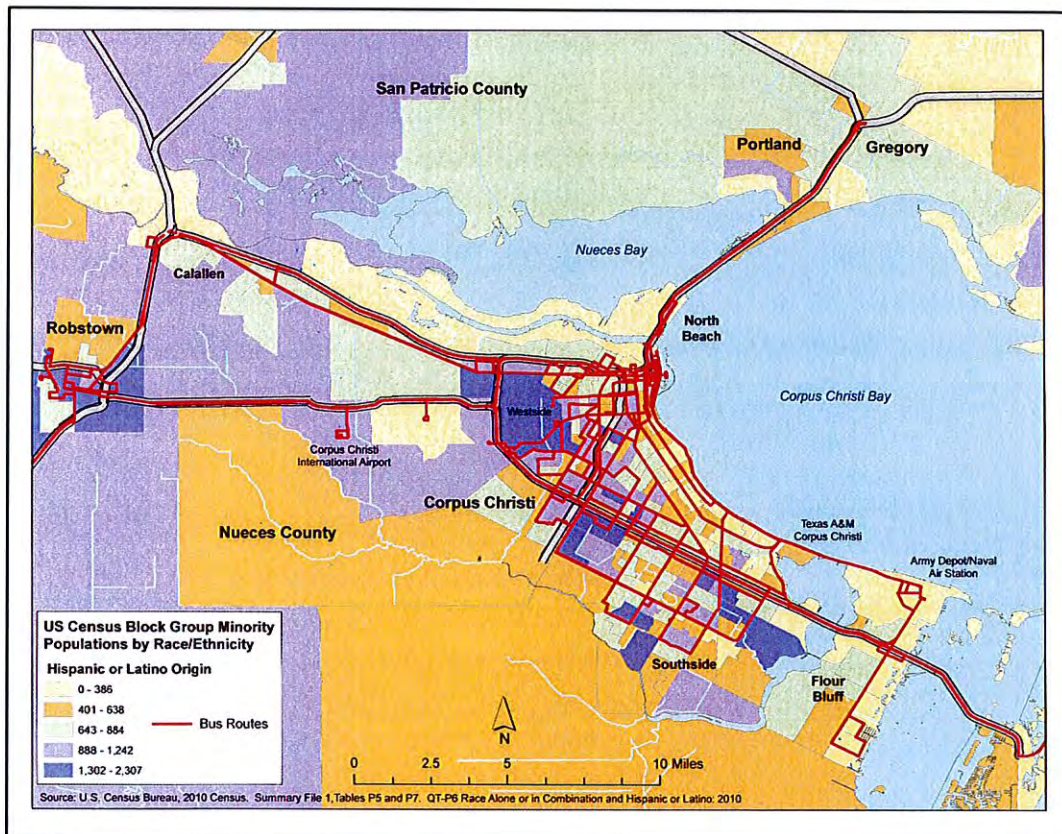 San Patricio County
Portland
Gregory
Nueces Bay
Calallen
Robstown
North
Beach
Corpus Christi Bay
Westside
Corpus Christi
International Airport
Corpus Christi
Nueces County
Texas A&M
Corpus Christi
Army Depot/Naval
Air Station
Southside
Flour
Bluff
US Census Block Group Minority
Populations by Race/Ethnicity
Hispanic or Latino Origin
0 - 386
401 - 638
643 - 884
888 - 1,242
1,302 - 2,307
Bus Routes
N
0 2.5 5 10 Miles
Source: U.S. Census Bureau, 2010 Census. Summary File 1,Tables P5 and P7. QT-P6 Race Alone or in Combination and Hispanic or Latino: 2010